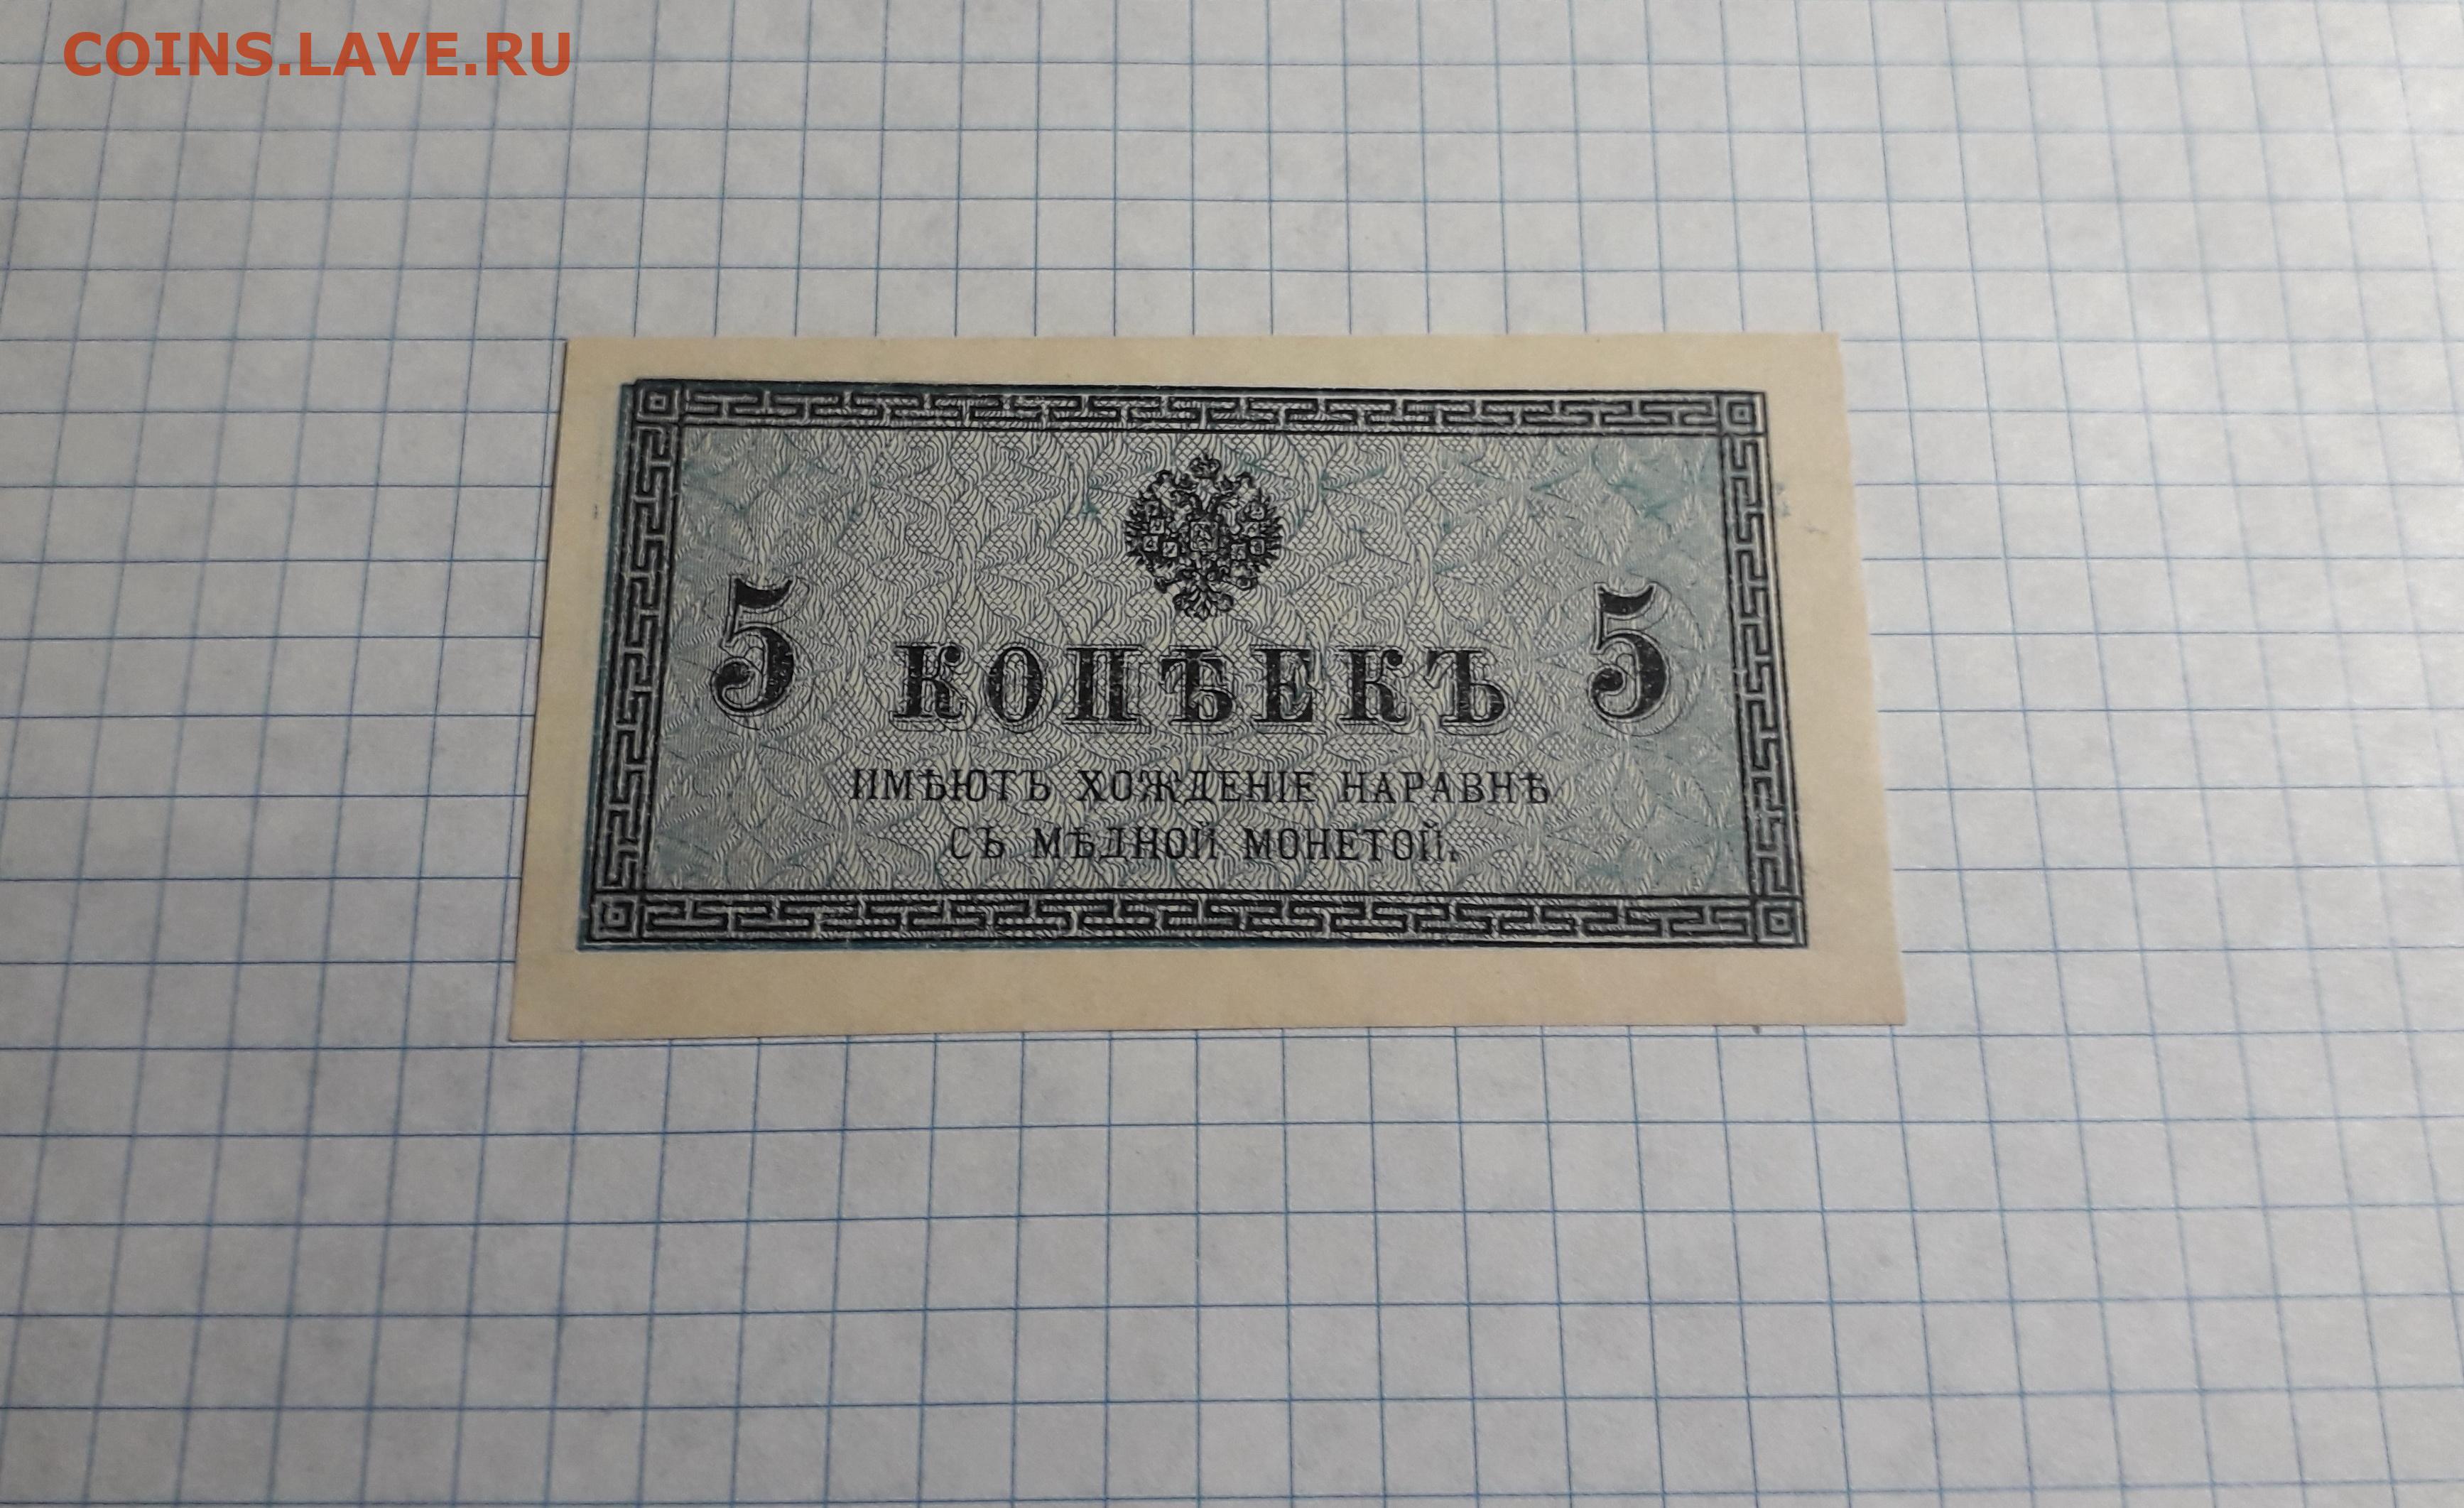 COINS.LAVE.RU
5 КОПѢЕКЪ 5
ИМѢЮТЪ ХОЖДЕНІЕ НАРАВНѢ
СЪ МѢДНОЙ МОНЕТОЙ.